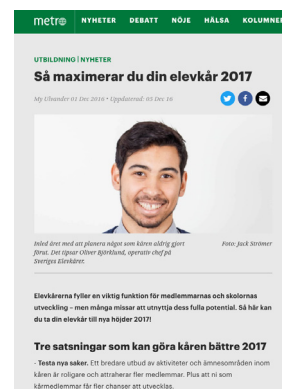 metro NYHETER DEBATT NÖJE HÄLSA KOLUMNER
UTBILDNING | NYHETER
Så maximerar du din elevkår 2017
My Elvander 01 Dec 2016 • Uppdaterad: 05 Dec 16
Inled året med att planera något som kåren aldrig gjort
förut. Det tipsar Oliver Björklund, operativ chef på
Sveriges Elevkårer.
Foto: Jack Strömer
Elevkårerna fyller en viktig funktion för medlemmarnas och skolornas
utveckling – men många missar att utnyttja dess fulla potential. Så här kan
du ta din elevkår till nya höjder 2017!
Tre satsningar som kan göra kåren bättre 2017
- Testa nya saker. Ett bredare utbud av aktiviteter och ämnesområden inom
kåren är roligare och attraherar fler medlemmar. Plus att ni som
kårmedlemmar får fler chanser att utvecklas.